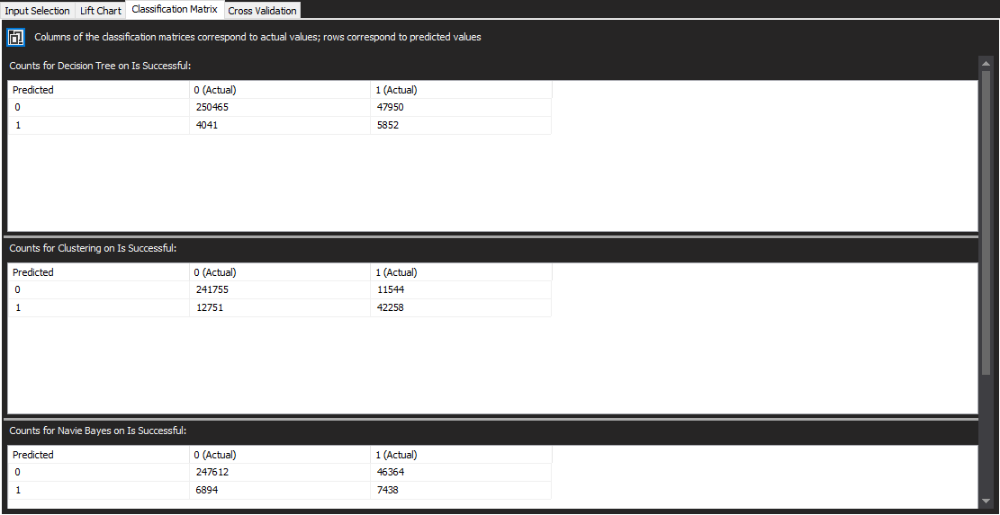 Input Selection Lift Chart Classification Matrix Cross Validation
Columns of the classification matrices correspond to actual values; rows correspond to predicted values
Counts for Decision Tree on Is Successful:
Predicted 0 (Actual) 1 (Actual)
0 250465 47950
1 4041 5852
Counts for Clustering on Is Successful:
Predicted 0 (Actual) 1 (Actual)
0 241755 11544
1 12751 42258
Counts for Navie Bayes on Is Successful:
Predicted 0 (Actual) 1 (Actual)
0 247612 46364
1 6894 7438